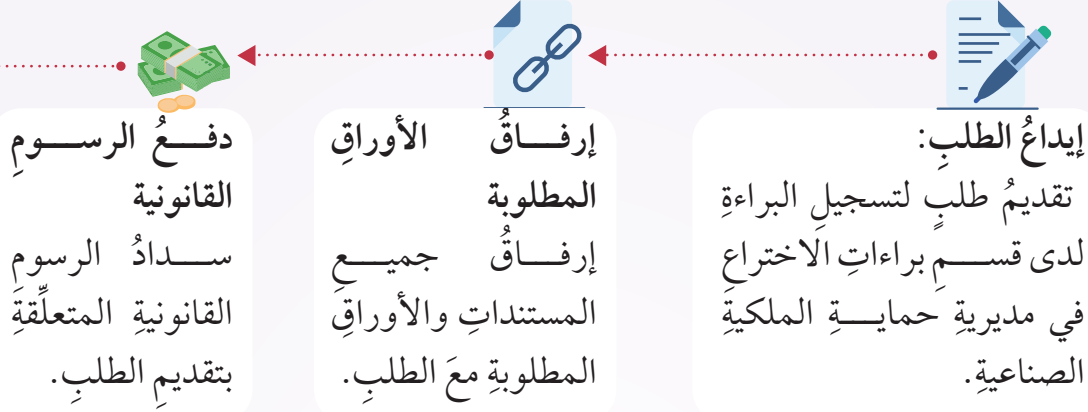 إيداعُ الطلبِ:
تقديمُ طلبٍ لتسجيلِ البراءةِ
لدى قسمِ براءاتِ الاختراعِ
في مديريةِ حمايةِ الملكيةِ
الصناعيةِ.
إرفاقُ الأوراقِ
المطلوبة
إرفاقُ جميعِ
المستنداتِ والأوراقِ
المطلوبةِ معَ الطلبِ.
دفعُ الرسومِ
القانونية
سدادُ الرسومِ
القانونيةِ المتعلِّقةِ
بتقديمِ الطلبِ.